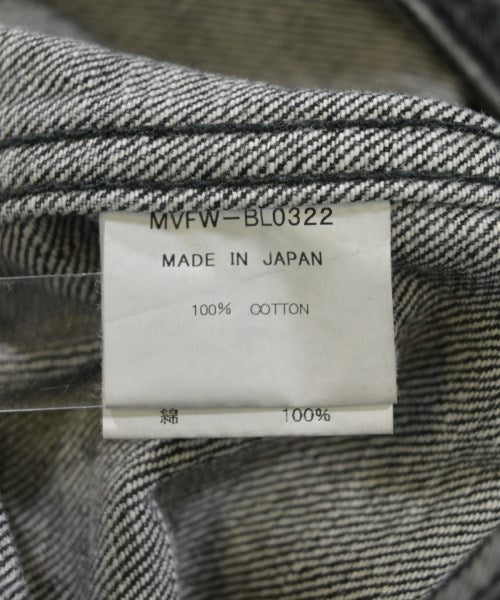 MVFW-BL0322
MADE IN JAPAN
100% COTTON
綿 100%